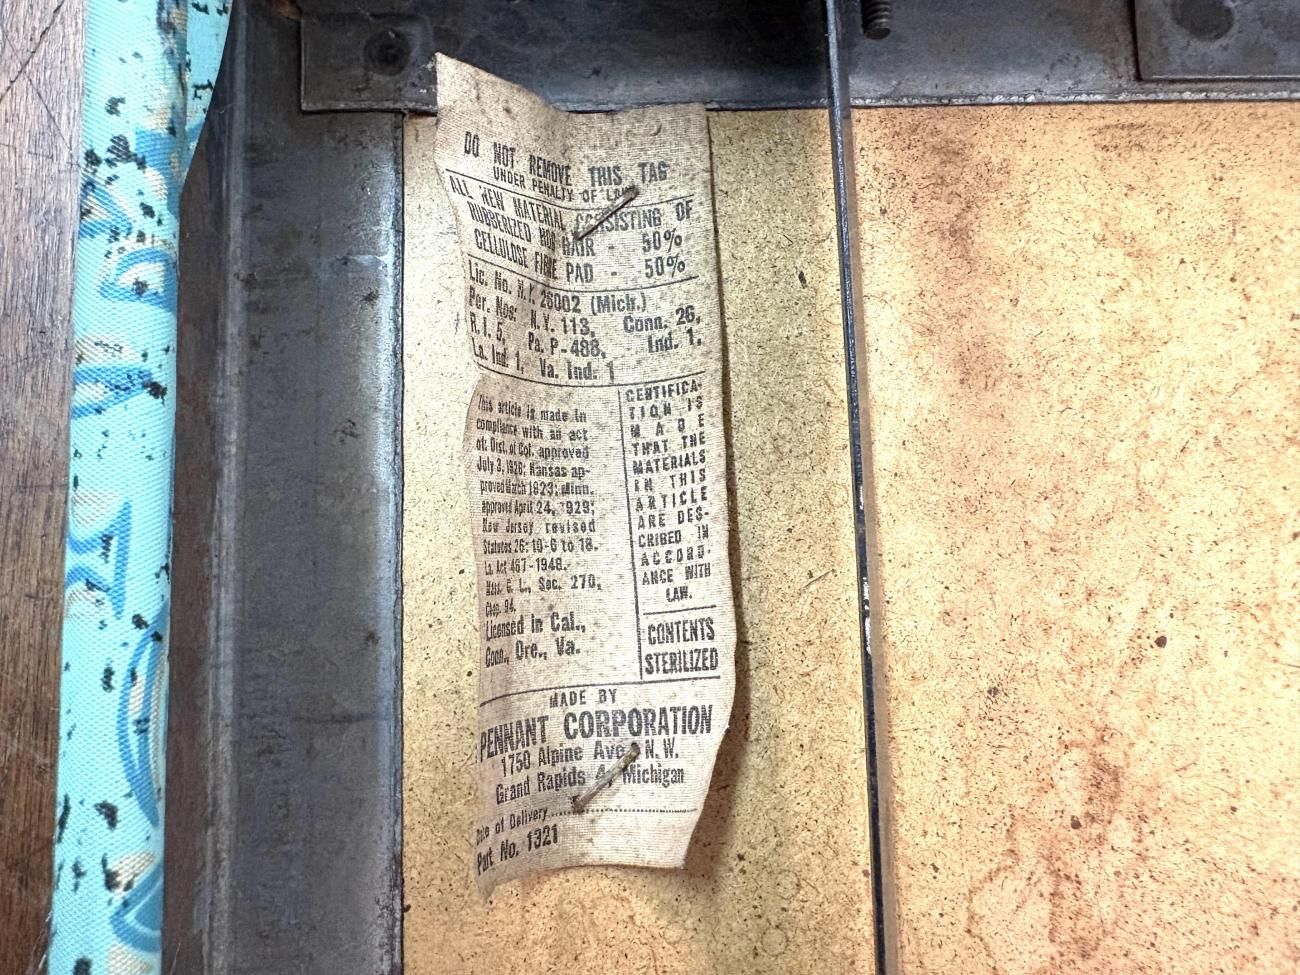 DO NOT REMOVE THIS TAG
UNDER PENALTY OF LAW
ALL NEW MATERIAL CONSISTING OF
RUBBERIZED HOG HAIR - 50%
CELLULOSE FIBRE PAD - 50%
Lic. No. N.Y. 26002 (Mich.)
Per. Nos: N.Y. 113, Conn. 26,
R.I. 5, Pa. P-488, Ind. 1,
La. Ind. 1, Va. Ind. 1
This article is made in
compliance with an act
of: Dist. of Col. approved
July 3, 1926; Kansas ap-
proved March 1923; Minn.
approved April 24, 1929;
New Jersey revised
Statutes 26: 10-6 to 18.
La. Act 467-1948.
G. L., Sec. 270,
Chap. 94.
Licensed in Cal.,
Conn., Ore., Va.
CERTIFICA-
TION IS
MADE
THAT THE
MATERIALS
IN THIS
ARTICLE
ARE DES-
CRIBED IN
ACCORD-
ANCE WITH
LAW.
CONTENTS
STERILIZED
MADE BY
PENNANT CORPORATION
1750 Alpine Ave., N.W.
Grand Rapids 4, Michigan
Date of Delivery
Part No. 1321